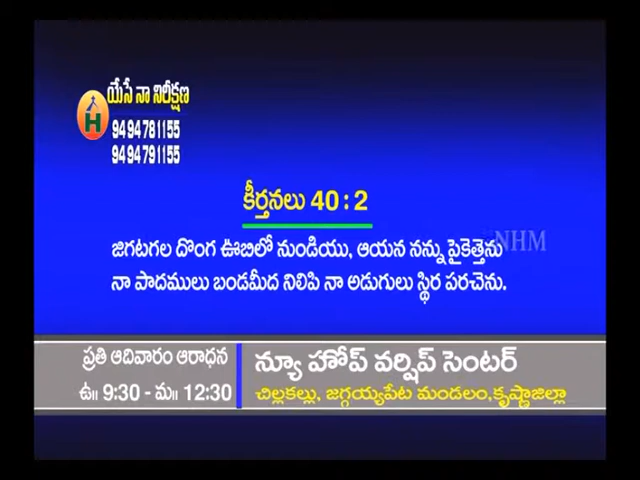 యేసే నా నిరీక్షణ
H
9494781155
9494791155
కీర్తనలు 40 : 2
NHM
జిగటగల దొంగ ఊబిలో నుండియు, ఆయన నన్ను పైకెత్తెను
నా పాదములు బండమీద నిలిపి నా అడుగులు స్థిర పరచెను.
ప్రతి ఆదివారం ఆరాధన
ఉ॥ 9:30 - మ॥ 12:30
న్యూ హోప్ వర్షిప్ సెంటర్
చిల్లకల్లు, జగ్గయ్యపేట మండలం,కృష్ణాజిల్లా